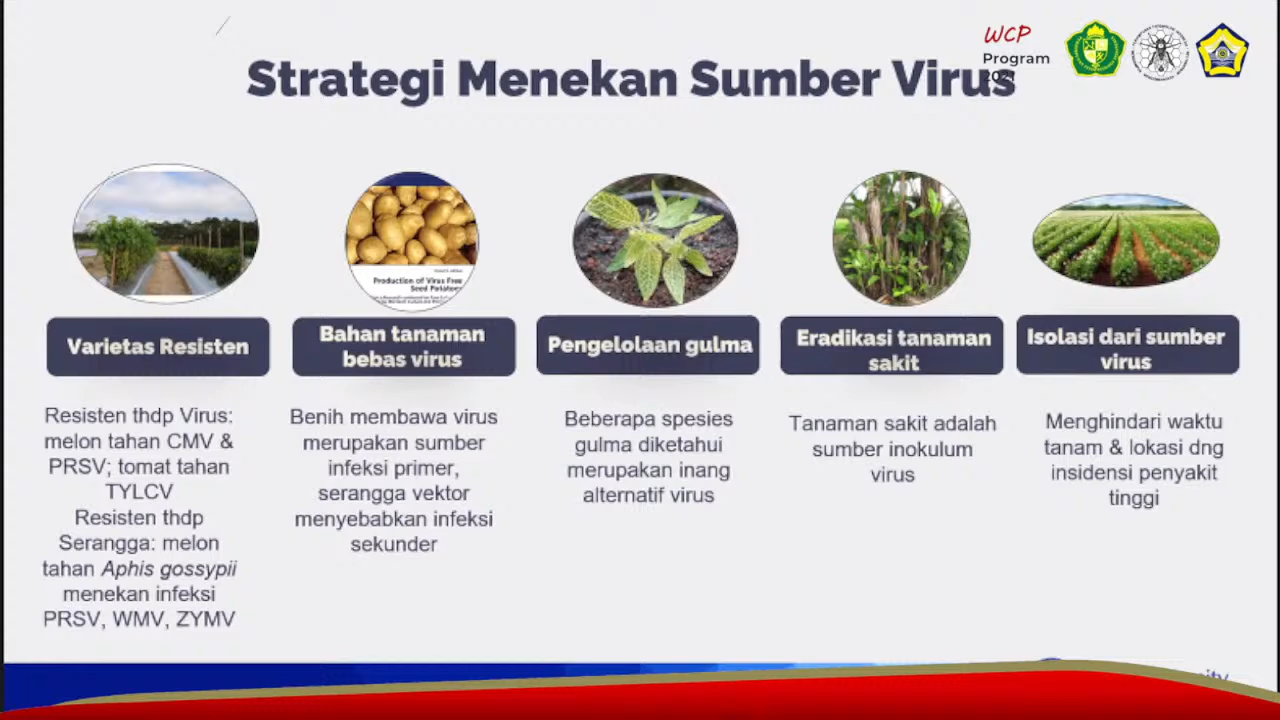 WCP
Program
2021
Strategi Menekan Sumber Virus
Production of Virus Free
Seed Potatoes
Varietas Resisten
Bahan tanaman
bebas virus
Pengelolaan gulma
Eradikasi tanaman
sakit
Isolasi dari sumber
virus
Resisten thdp Virus:
melon tahan CMV &
PRSV; tomat tahan
TYLCV
Resisten thdp
Serangga: melon
tahan Aphis gossypii
menekan infeksi
PRSV, WMV, ZYMV
Benih membawa virus
merupakan sumber
infeksi primer,
serangga vektor
menyebabkan infeksi
sekunder
Beberapa spesies
gulma diketahui
merupakan inang
alternatif virus
Tanaman sakit adalah
sumber inokulum
virus
Menghindari waktu
tanam & lokasi dng
insidensi penyakit
tinggi